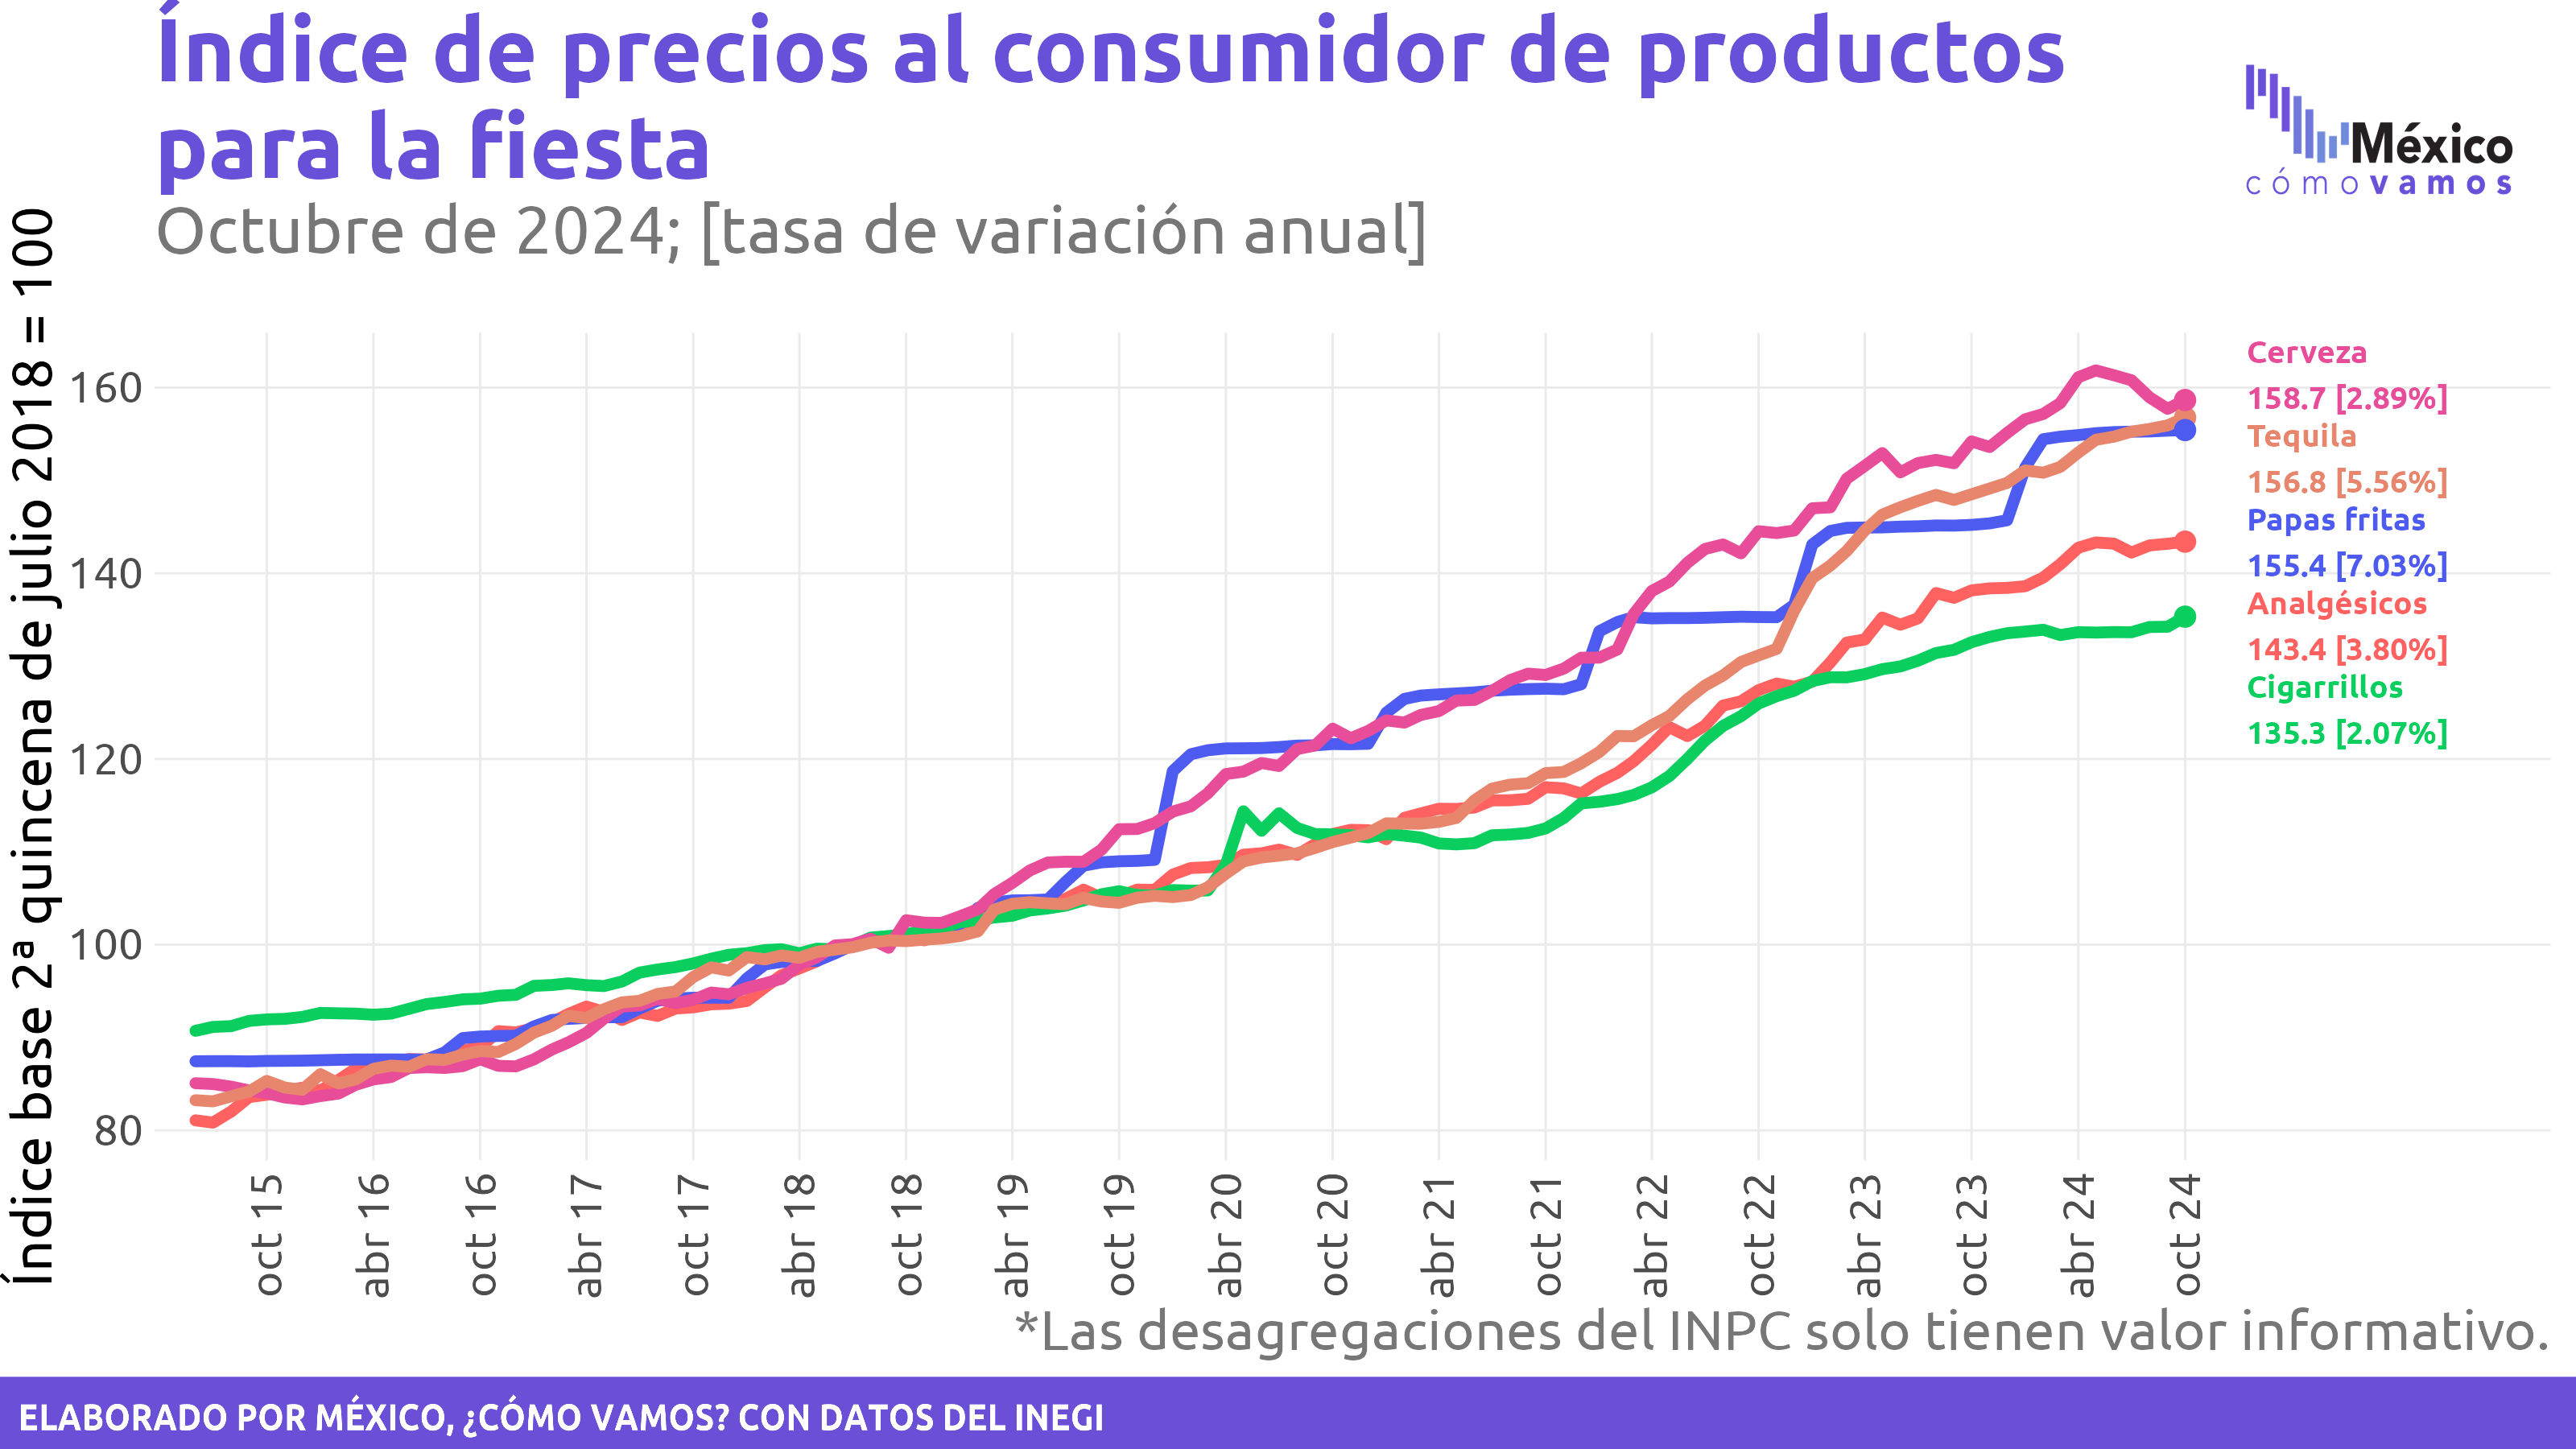 Índice de precios al consumidor de productos
para la fiesta
Octubre de 2024; [tasa de variación anual]
México
cómo vamos
Índice base 2ª quincena de julio 2018 = 100
160
140
120
100
80
Cerveza
158.7 [2.89%]
Tequila
156.8 [5.56%]
Papas fritas
155.4 [7.03%]
Analgésicos
143.4 [3.80%]
Cigarrillos
135.3 [2.07%]
oct 15
abr 16
oct 16
abr 17
oct 17
abr 18
oct 18
abr 19
oct 19
abr 20
oct 20
abr 21
oct 21
abr 22
oct 22
abr 23
oct 23
abr 24
oct 24
*Las desagregaciones del INPC solo tienen valor informativo.
ELABORADO POR MÉXICO, ¿CÓMO VAMOS? CON DATOS DEL INEGI